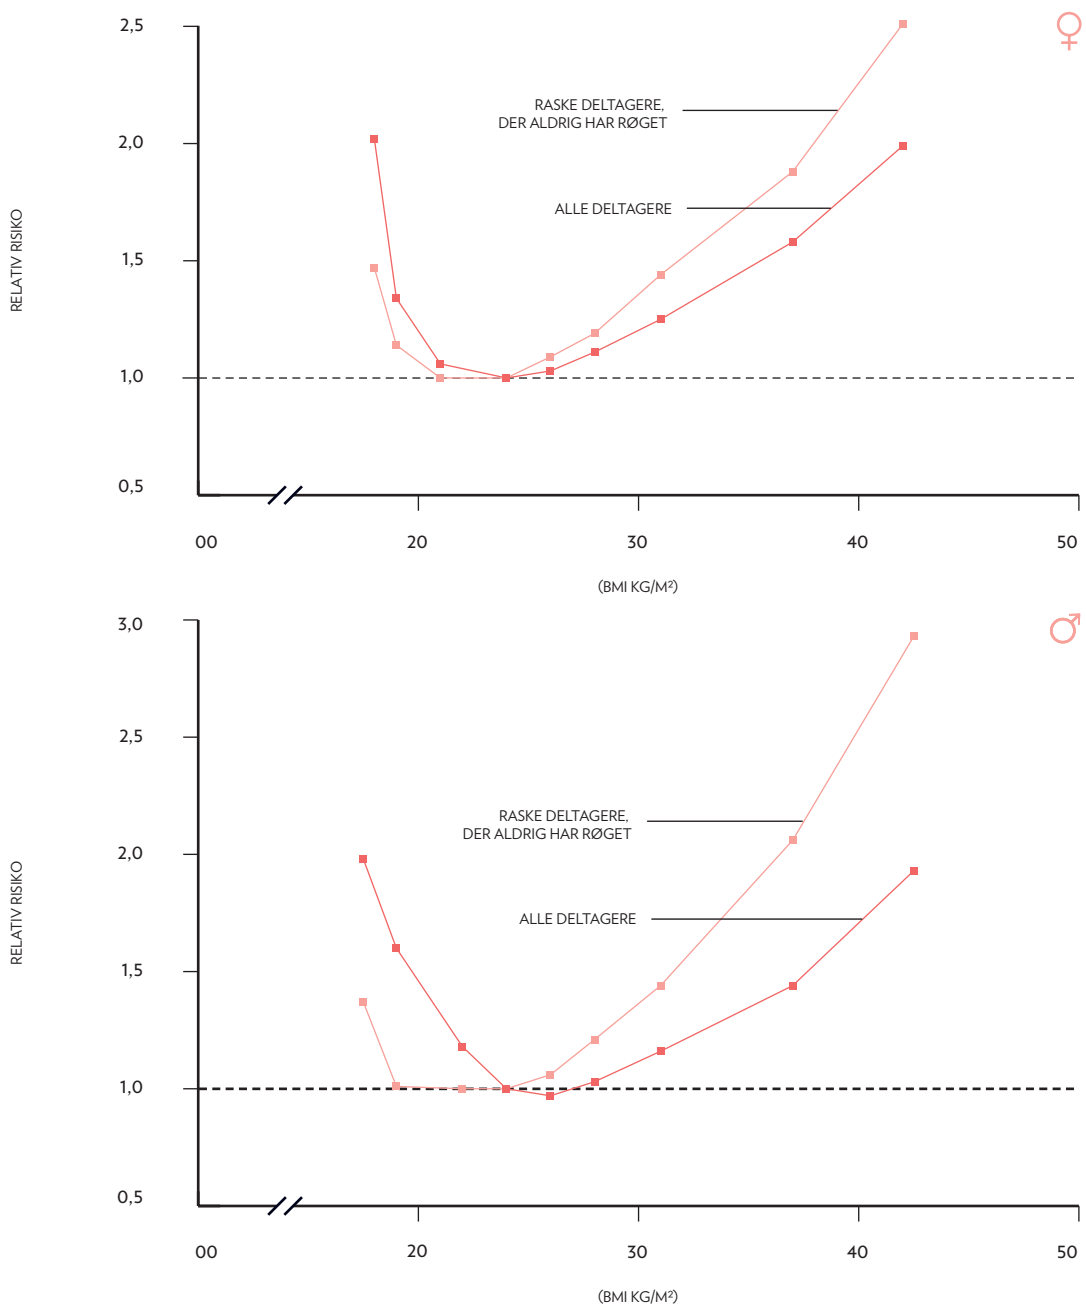 2,5
RASKE DELTAGERE,
DER ALDRIG HAR RØGET
2,0
ALLE DELTAGERE
RELATIV RISIKO
1,5
1,0
0,5
00 20 30 40 50
(BMI KG/M²)
3,0
2,5
RASKE DELTAGERE,
DER ALDRIG HAR RØGET
2,0
ALLE DELTAGERE
RELATIV RISIKO
1,5
1,0
0,5
00 20 30 40 50
(BMI KG/M²)